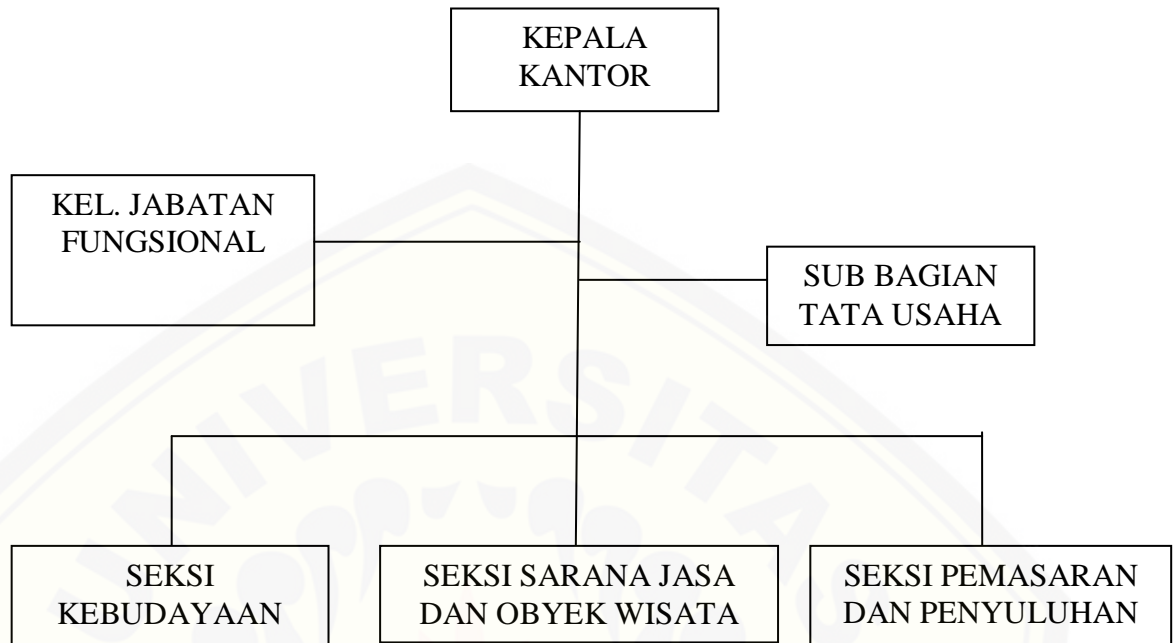 KEPALA
KANTOR
KEL. JABATAN
FUNGSIONAL
SUB BAGIAN
TATA USAHA
UNIVERSITAS
SEKSI
KEBUDAYAAN
SEKSI SARANA JASA
DAN OBYEK WISATA
SEKSI PEMASARAN
DAN PENYULUHAN